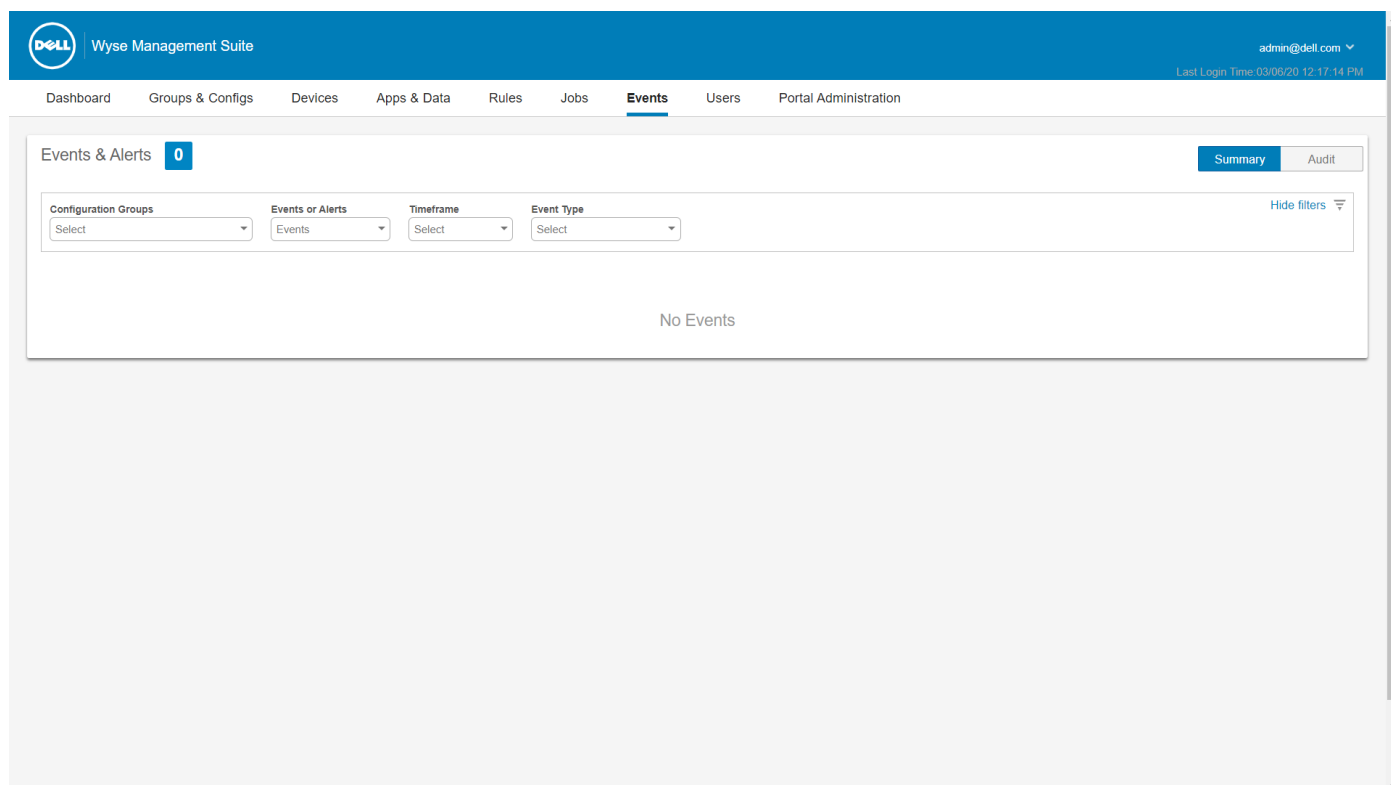 DELL Wyse Management Suite
admin@dell.com
Last Login Time:03/06/20 12:17:14 PM
Dashboard Groups & Configs Devices Apps & Data Rules Jobs Events Users Portal Administration
Events & Alerts 0
Summary Audit
Configuration Groups Events or Alerts Timeframe Event Type
Hide filters
Select Events Select Select
No Events